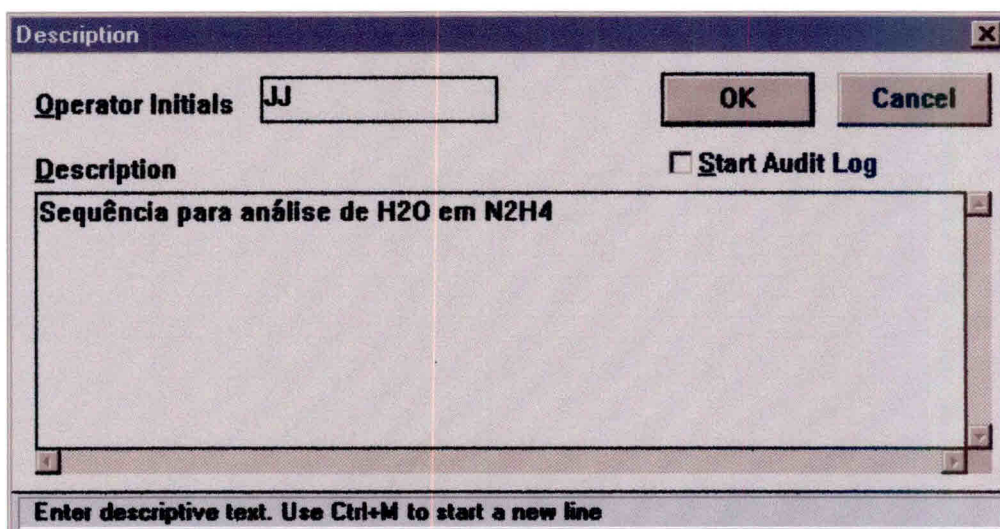 Description
Operator Initials JJ
OK
Cancel
Description
Start Audit Log
Sequência para análise de H2O em N2H4
Enter descriptive text. Use Ctrl+M to start a new line